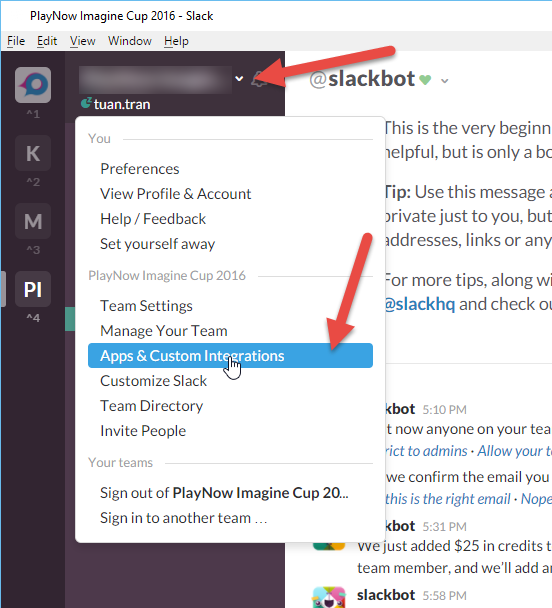 PlayNow Imagine Cup 2016 - Slack
File Edit View Window Help
tuan.tran
^1
K
^2
M
^3
PI
^4
You
Preferences
View Profile & Account
Help / Feedback
Set yourself away
PlayNow Imagine Cup 2016
Team Settings
Manage Your Team
Apps & Custom Integrations
Customize Slack
Team Directory
Invite People
Your teams
Sign out of PlayNow Imagine Cup 20...
Sign in to another team ...
@slackbot
This is the very beginn
helpful, but is only a bo
Tip: Use this message a
private just to you, but
addresses, links or any
For more tips, along wi
@slackhq and check ou
kbot 5:10 PM
t now anyone on your tea
rict to admins · Allow your t
we confirm the email you
this is the right email · Nope
kbot 5:31 PM
We just added $25 in credits t
team member, and we'll add an
slackbot 5:58 PM